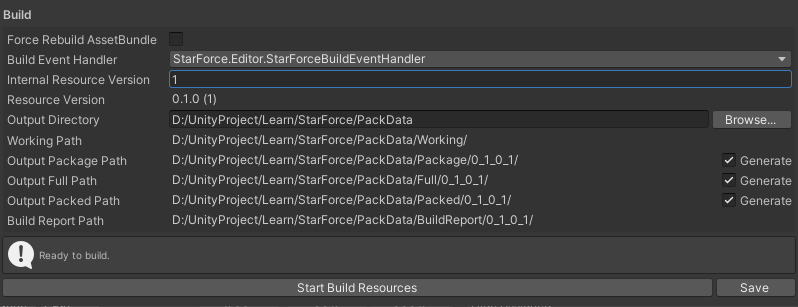 Build
Force Rebuild AssetBundle
Build Event Handler StarForce.Editor.StarForceBuildEventHandler
Internal Resource Version 1
Resource Version 0.1.0 (1)
Output Directory D:/UnityProject/Learn/StarForce/PackData Browse...
Working Path D:/UnityProject/Learn/StarForce/PackData/Working/
Output Package Path D:/UnityProject/Learn/StarForce/PackData/Package/0_1_0_1/ Generate
Output Full Path D:/UnityProject/Learn/StarForce/PackData/Full/0_1_0_1/ Generate
Output Packed Path D:/UnityProject/Learn/StarForce/PackData/Packed/0_1_0_1/ Generate
Build Report Path D:/UnityProject/Learn/StarForce/PackData/BuildReport/0_1_0_1/
Ready to build.
Start Build Resources Save